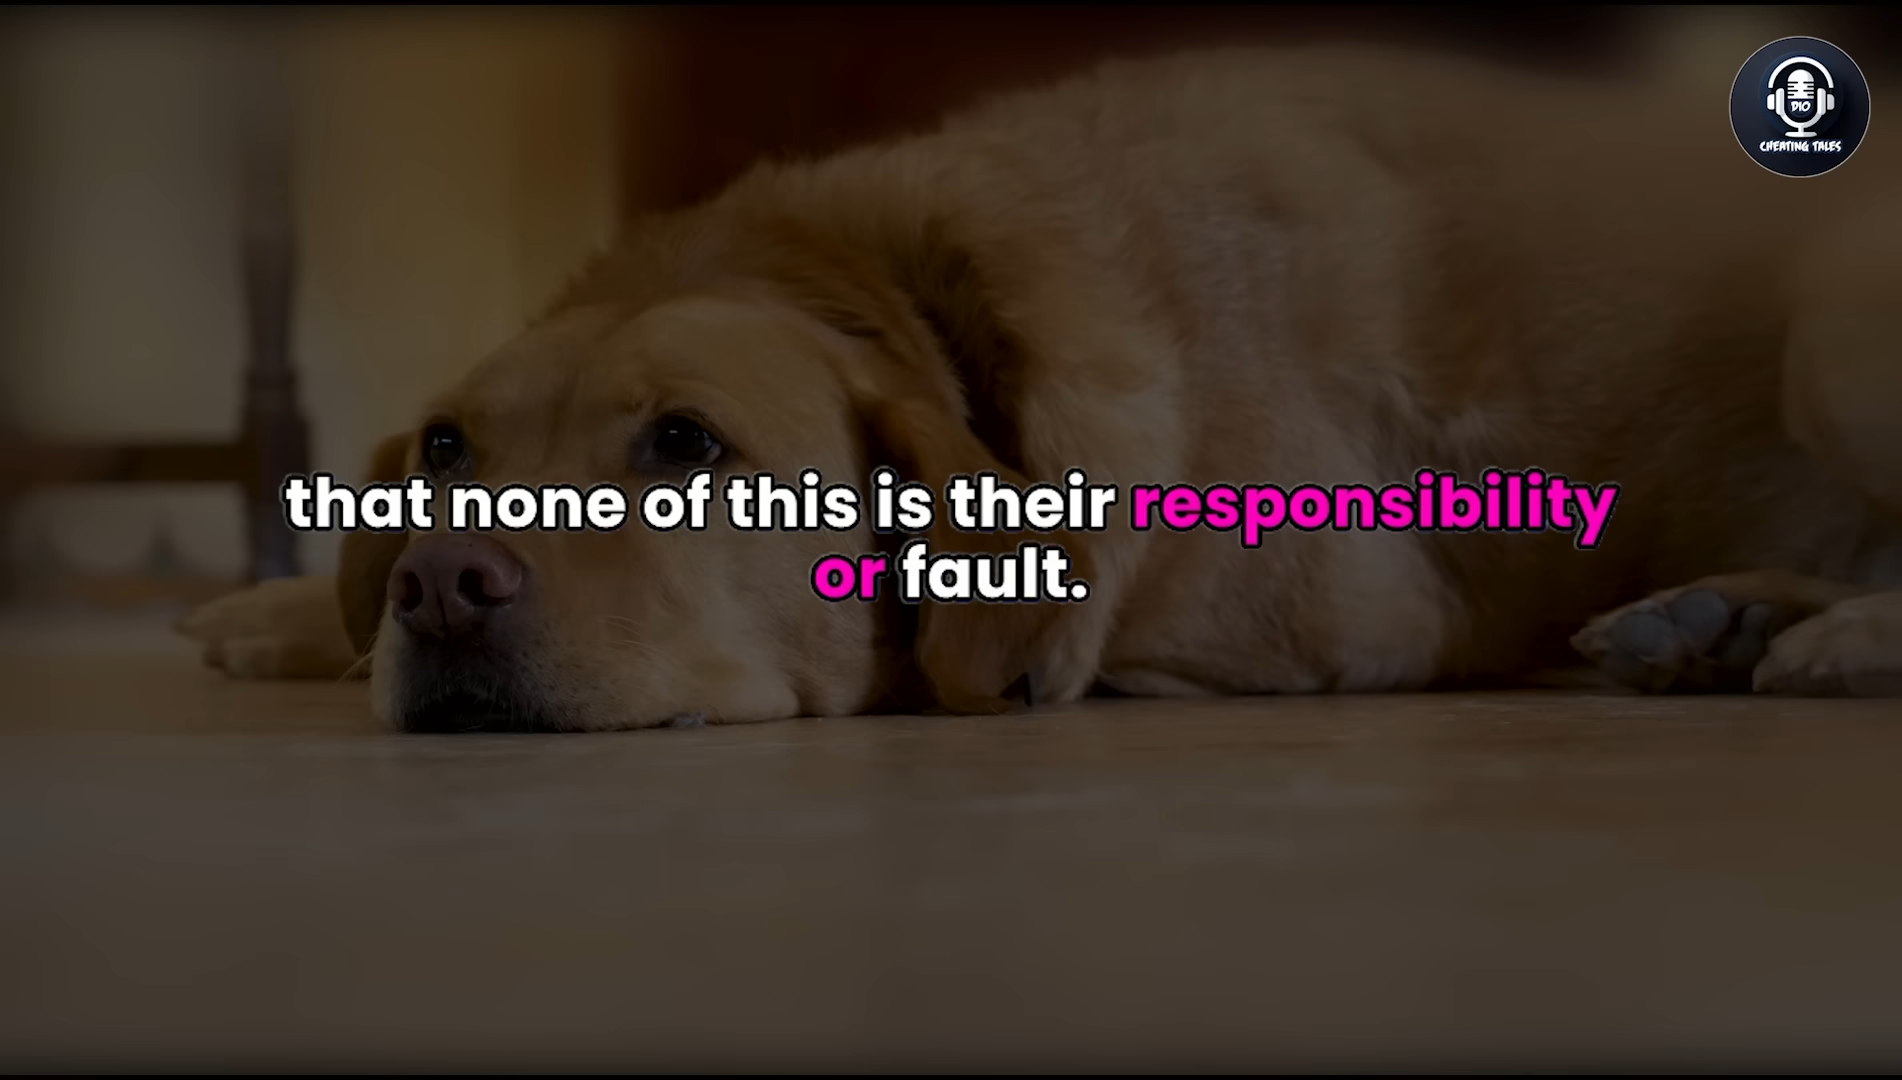 DIO
CHEATING TALES
that none of this is their responsibility
or fault.